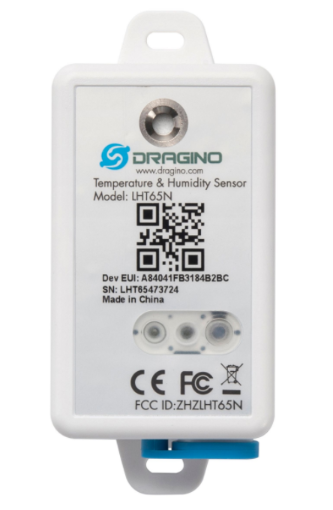 DRAGINO
www.dragino.com
Temperature & Humidity Sensor
Model: LHT65N
Dev EUI: A84041FB3184B2BC
SN: LHT65473724
Made in China
CE FC
FCC ID:ZHZLHT65N